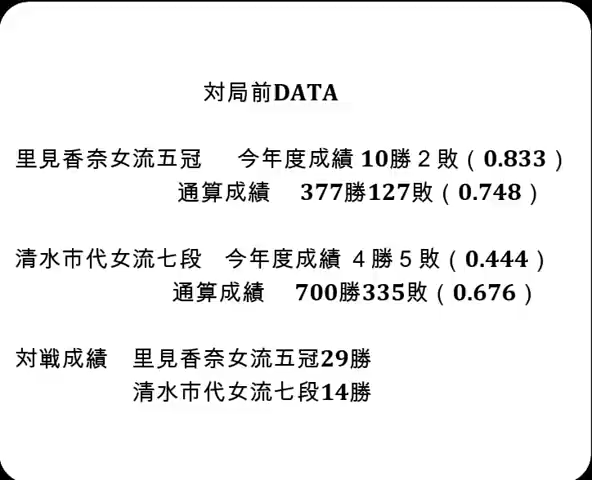 対局前DATA
里見香奈女流五冠 今年度成績 10勝２敗（0.833）
通算成績 377勝127敗（0.748）
清水市代女流七段 今年度成績 ４勝５敗（0.444）
通算成績 700勝335敗（0.676）
対戦成績 里見香奈女流五冠29勝
清水市代女流七段14勝